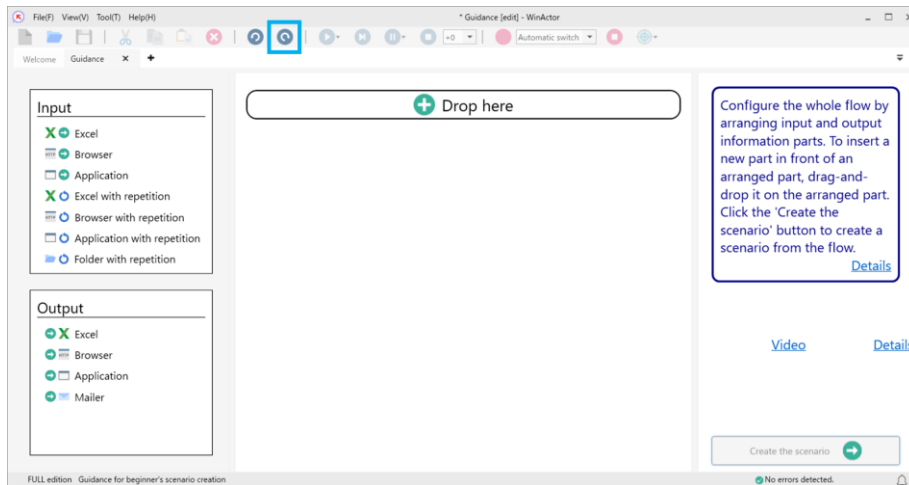 File(F) View(V) Tool(T) Help(H)
* Guidance [edit] - WinActor
+0
Automatic switch
Welcome Guidance
Input
Excel
Browser
Application
Excel with repetition
Browser with repetition
Application with repetition
Folder with repetition
Output
Excel
Browser
Application
Mailer
Drop here
Configure the whole flow by
arranging input and output
information parts. To insert a
new part in front of an
arranged part, drag-and-
drop it on the arranged part.
Click the 'Create the
scenario' button to create a
scenario from the flow.
Details
Video Details
Create the scenario
FULL edition Guidance for beginner's scenario creation
No errors detected.